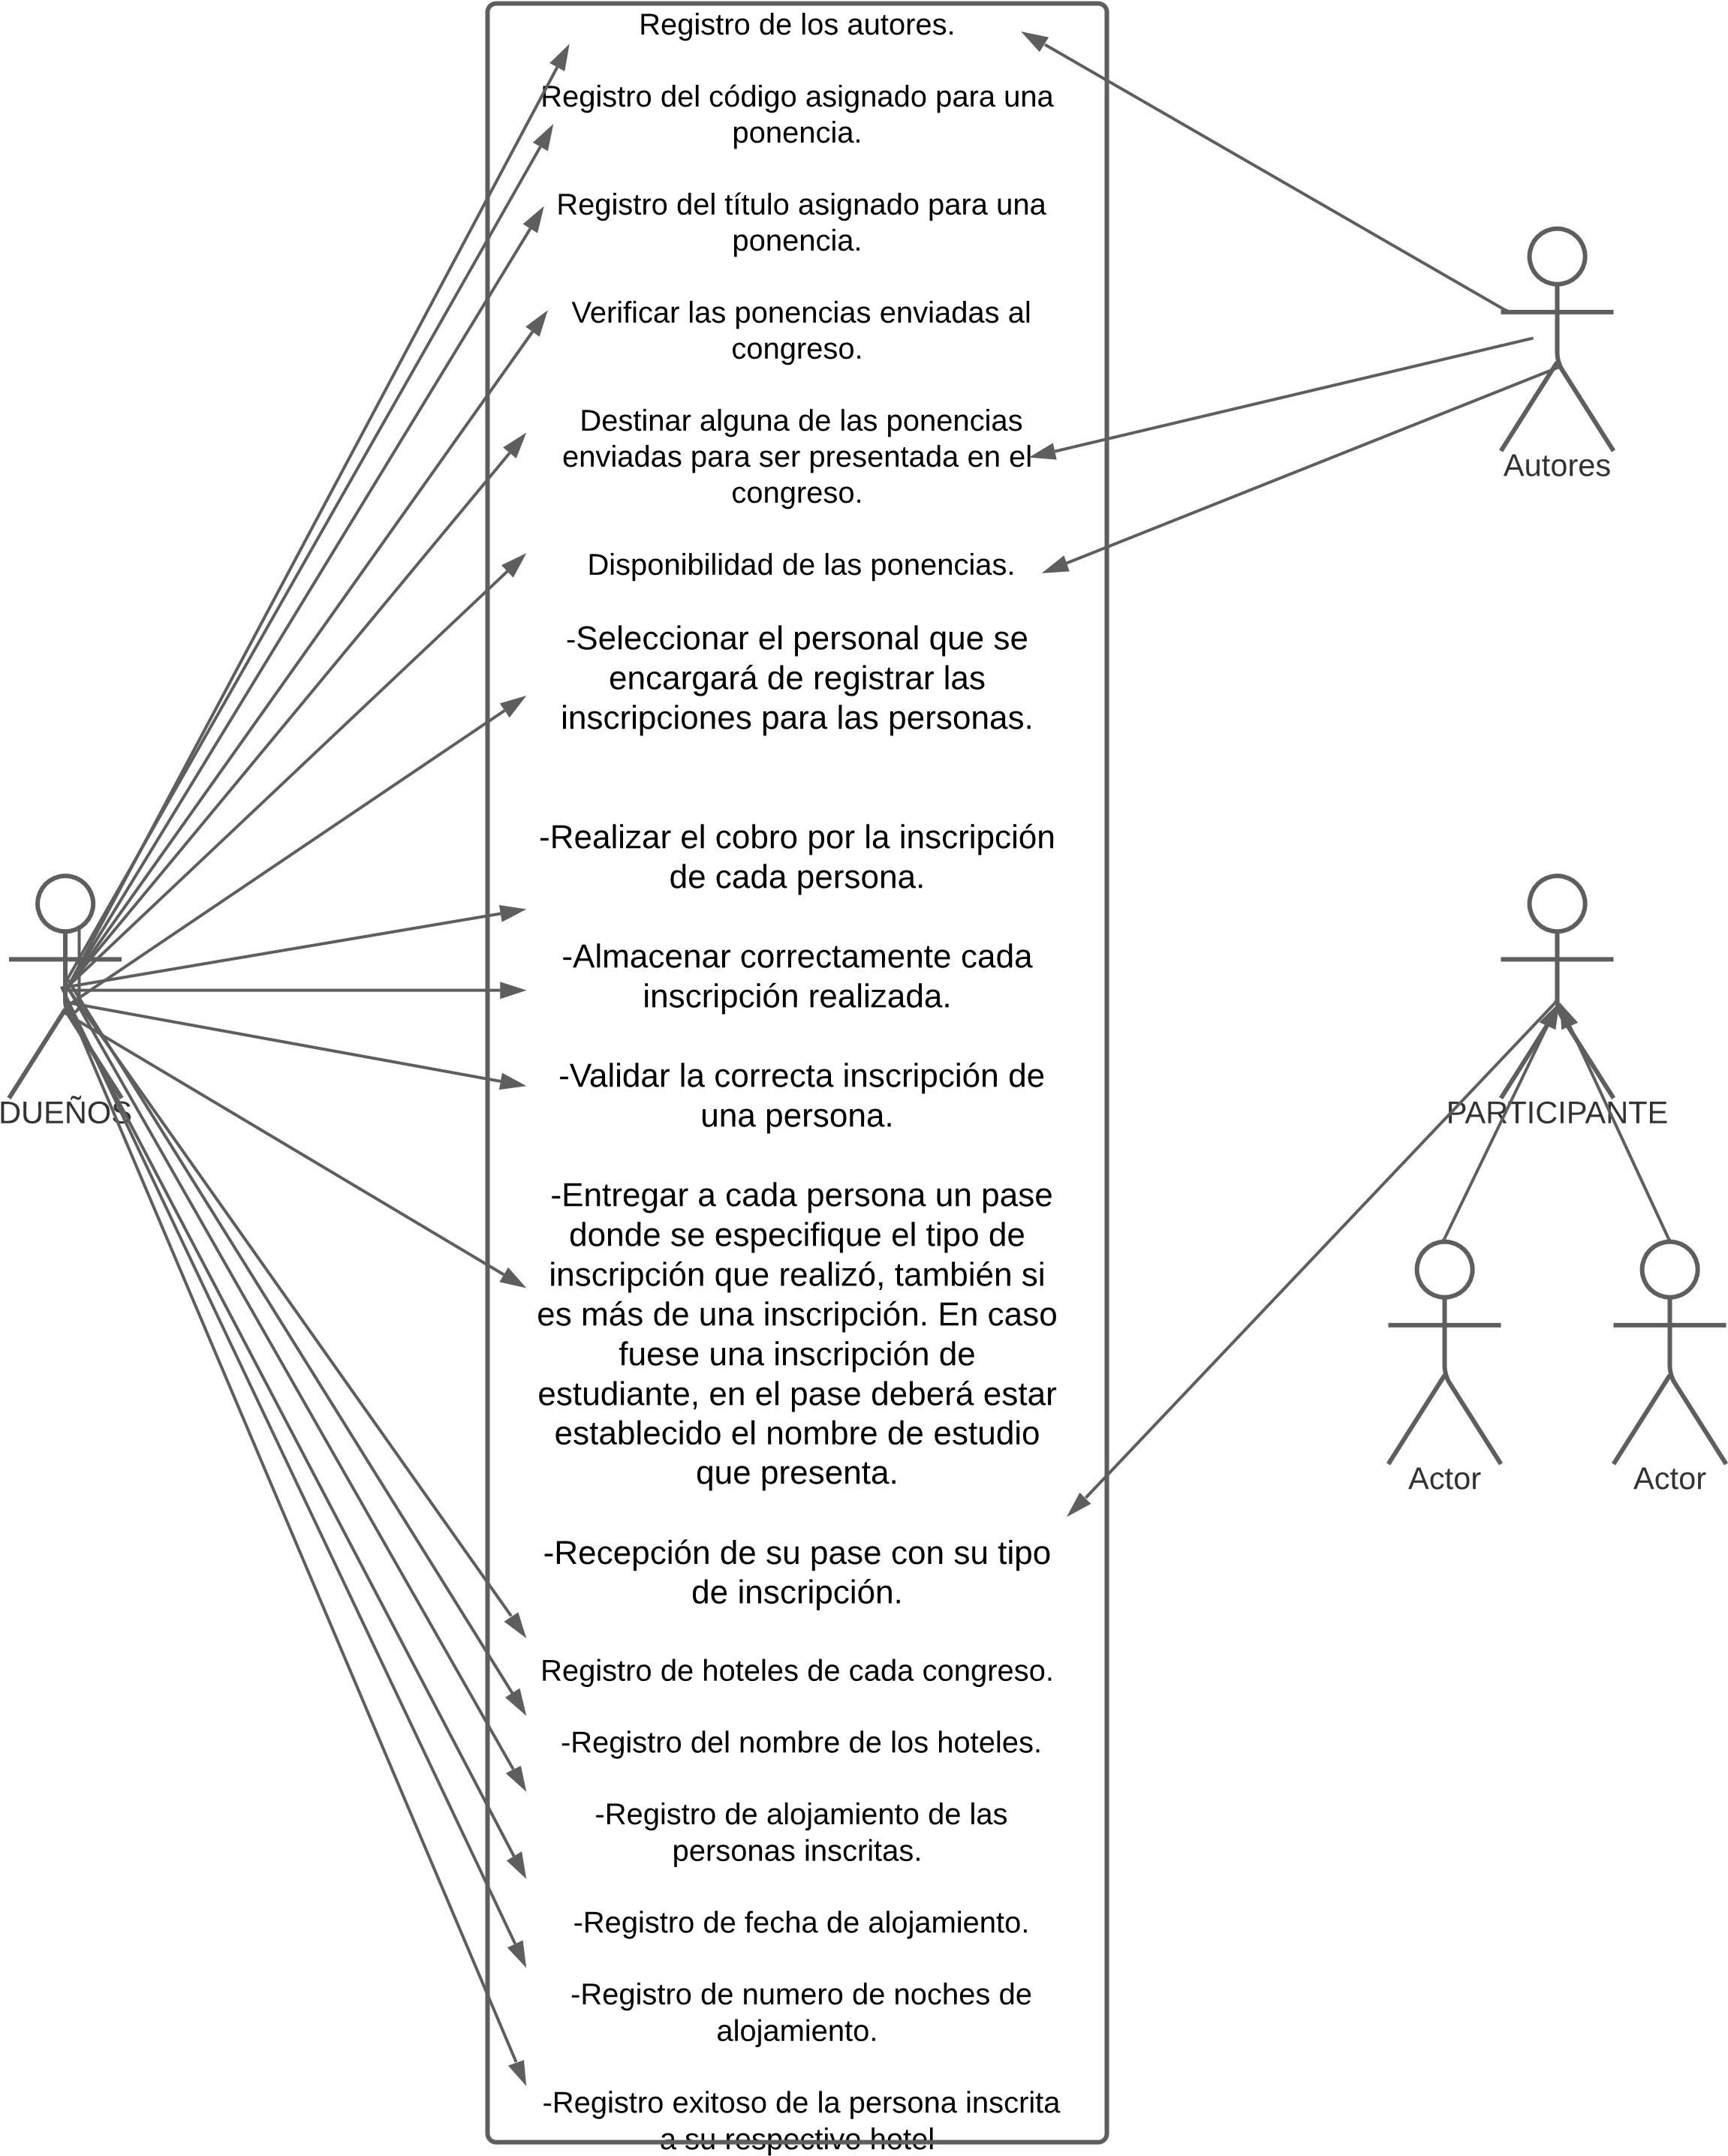 Registro de los autores.
Registro del código asignado para una
ponencia.
Registro del título asignado para una
ponencia.
Verificar las ponencias enviadas al
congreso.
Destinar alguna de las ponencias
enviadas para ser presentada en el
congreso.
Disponibilidad de las ponencias.
-Seleccionar el personal que se
encargará de registrar las
inscripciones para las personas.
-Realizar el cobro por la inscripción
de cada persona.
-Almacenar correctamente cada
inscripción realizada.
-Validar la correcta inscripción de
una persona.
-Entregar a cada persona un pase
donde se especifique el tipo de
inscripción que realizó, también si
es más de una inscripción. En caso
fuese una inscripción de
estudiante, en el pase deberá estar
establecido el nombre de estudio
que presenta.
-Recepción de su pase con su tipo
de inscripción.
Registro de hoteles de cada congreso.
-Registro del nombre de los hoteles.
-Registro de alojamiento de las
personas inscritas.
-Registro de fecha de alojamiento.
-Registro de numero de noches de
alojamiento.
-Registro exitoso de la persona inscrita
a su respectivo hotel
DUEÑOS
Autores
PARTICIPANTE
Actor
Actor